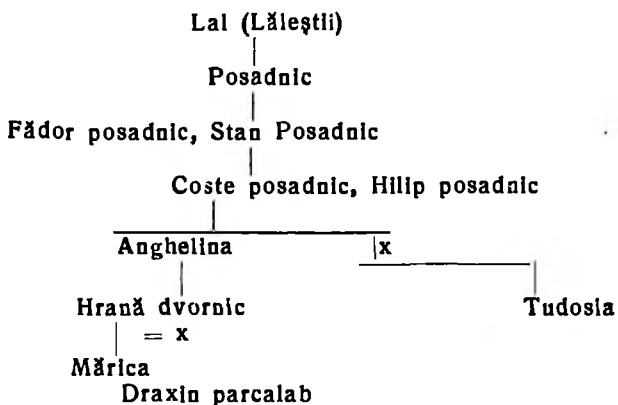 Lal (Lăleştii)
Posadnic
Fădor posadnic, Stan Posadnic
Coste posadnic, Hilip posadnic
Anghelina x
Hrană dvornic Tudosia
= x
Mărica
Draxin parcalab